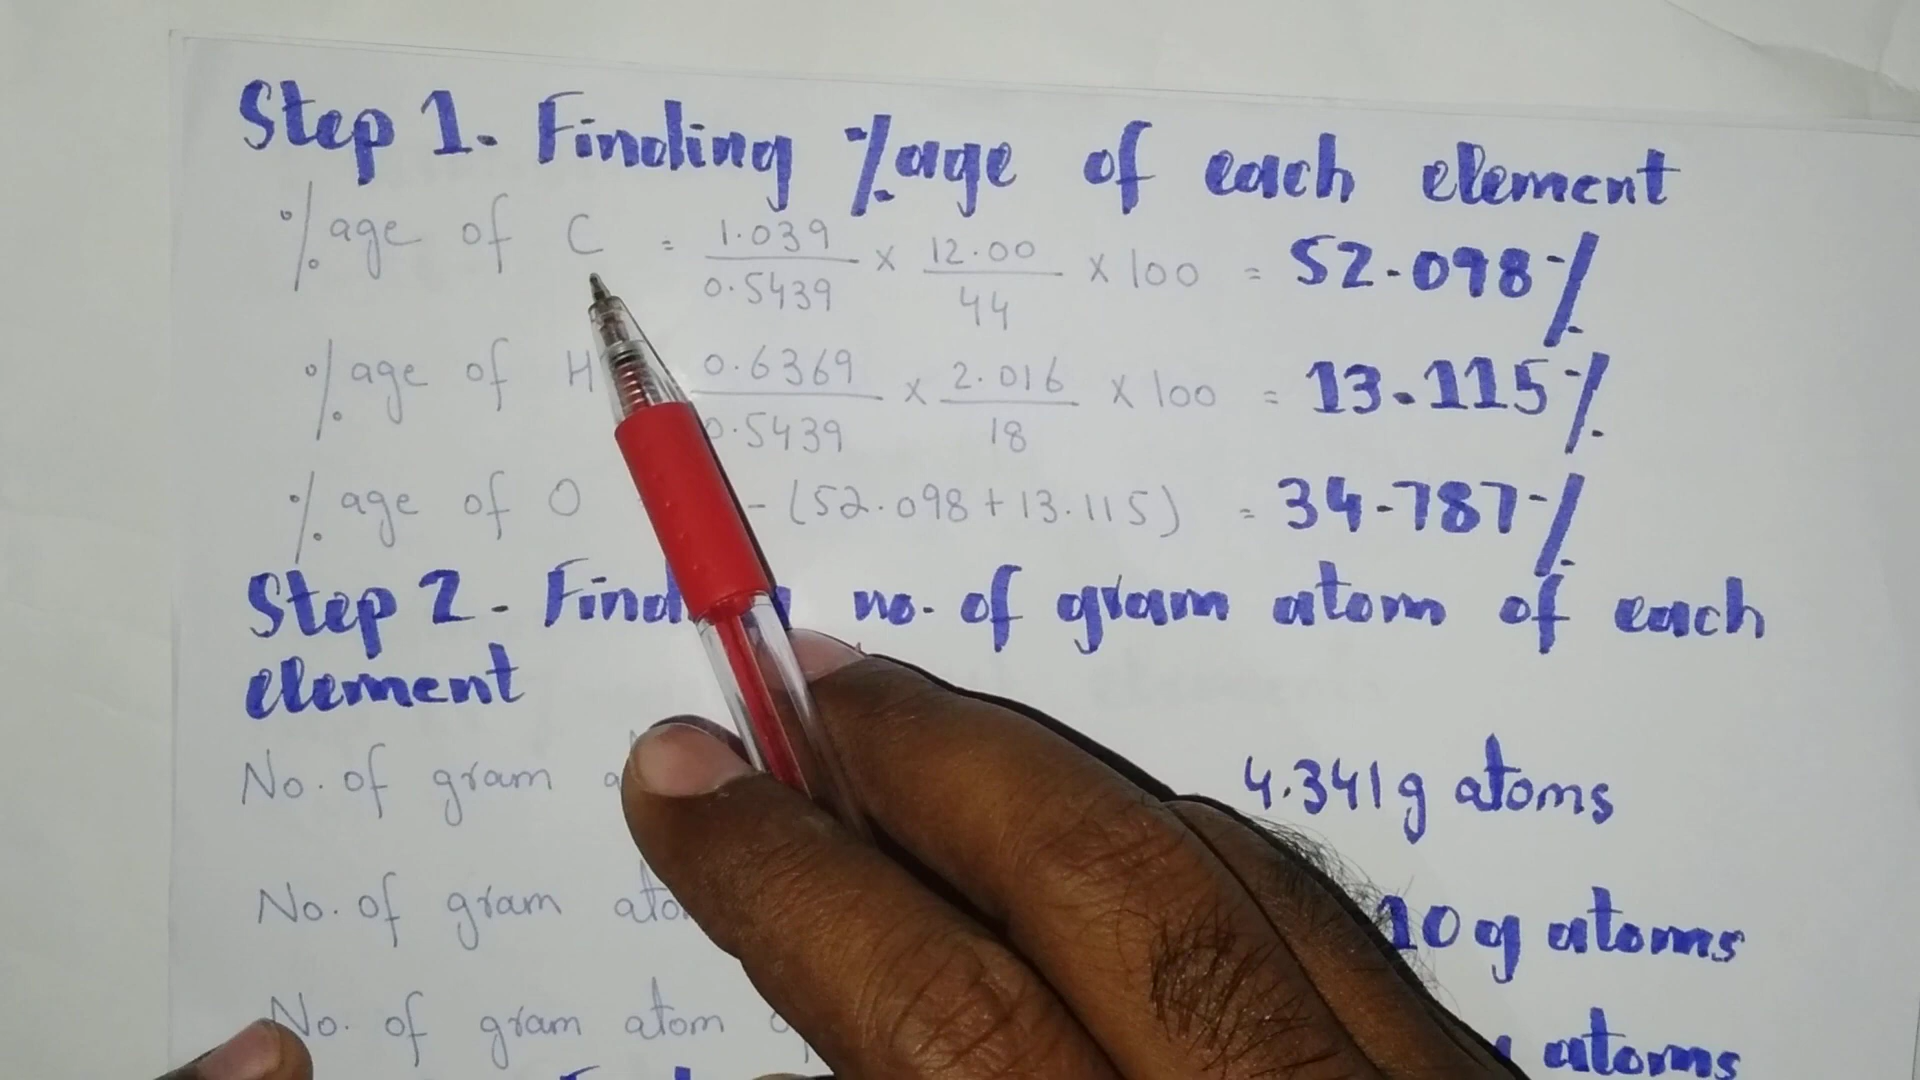 Step 1. Finding %age of each element
%age of C = 1.039/0.5439 × 12.00/44 × 100 = 52.098%
%age of H 0.6369/0.5439 × 2.016/18 × 100 = 13.115%
%age of O - (52.098+13.115) = 34.787%
Step 2. Finding no. of gram atom of each
element
No. of gram 4.341g atoms
No. of gram 10 g atoms
No. of gram atom atoms